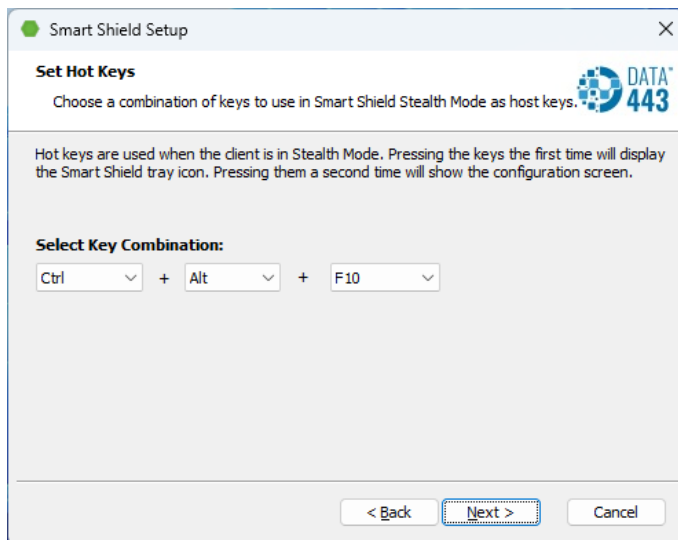 Smart Shield Setup
Set Hot Keys
Choose a combination of keys to use in Smart Shield Stealth Mode as host keys.
DATA™
443
Hot keys are used when the client is in Stealth Mode. Pressing the keys the first time will display
the Smart Shield tray icon. Pressing them a second time will show the configuration screen.
Select Key Combination:
Ctrl + Alt + F10
< Back Next > Cancel